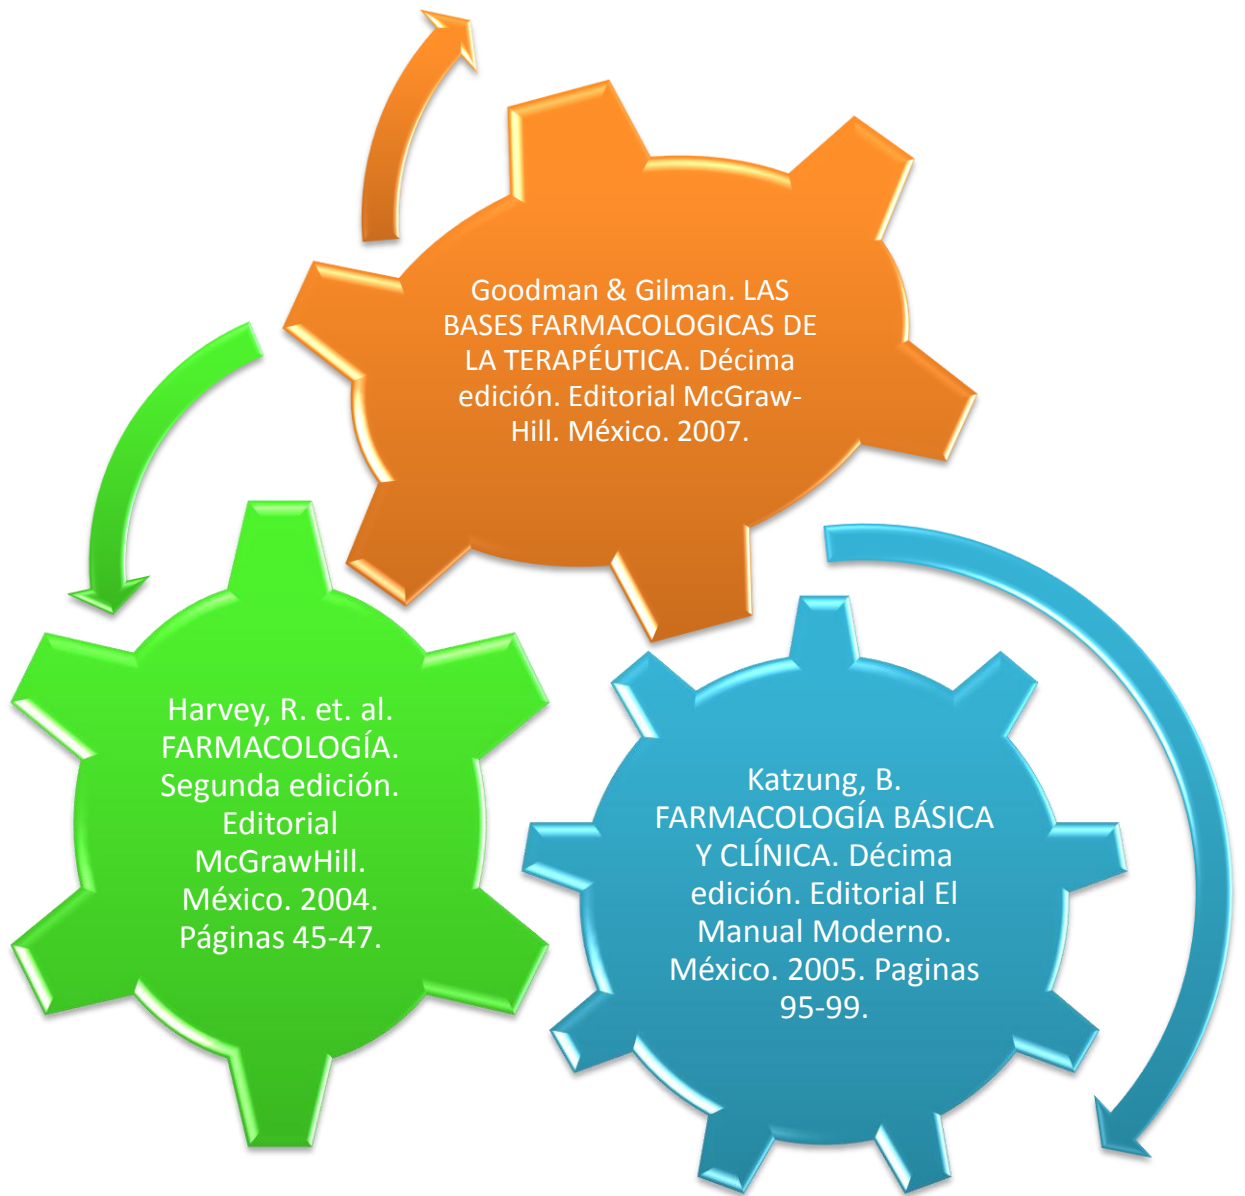 Goodman & Gilman. LAS
BASES FARMACOLOGICAS DE
LA TERAPÉUTICA. Décima
edición. Editorial McGraw-
Hill. México. 2007.
Harvey, R. et. al.
FARMACOLOGÍA.
Segunda edición.
Editorial
McGrawHill.
México. 2004.
Páginas 45-47.
Katzung, B.
FARMACOLOGÍA BÁSICA
Y CLÍNICA. Décima
edición. Editorial El
Manual Moderno.
México. 2005. Paginas
95-99.